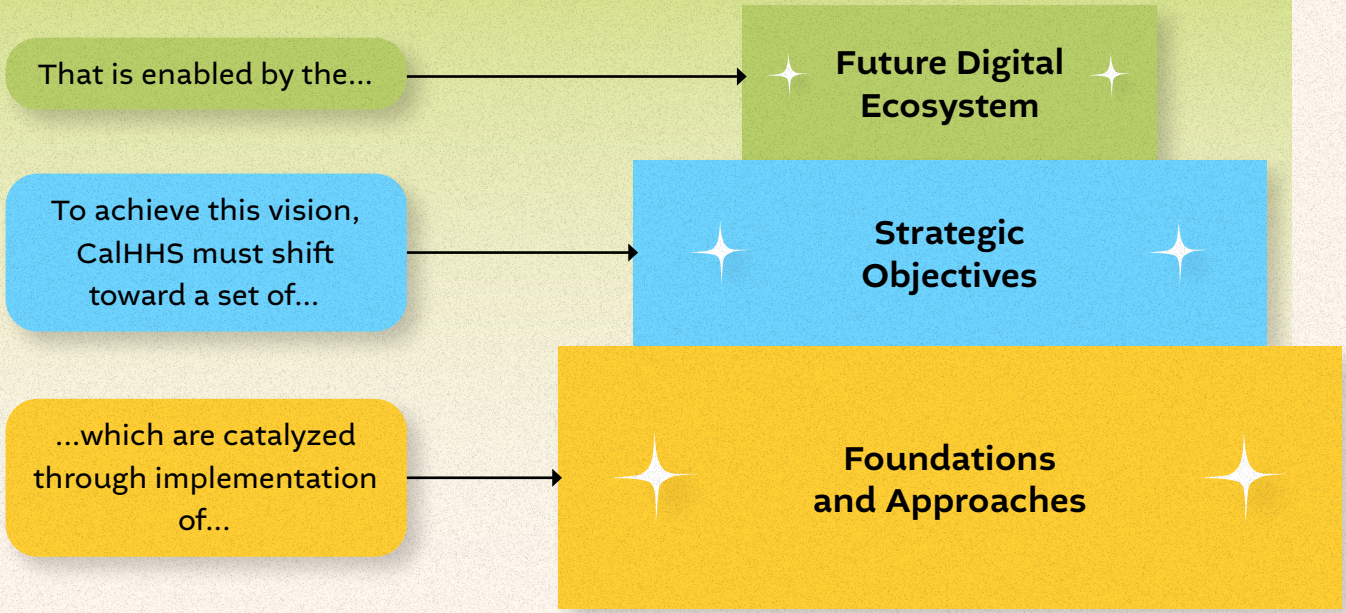 That is enabled by the...
Future Digital
Ecosystem
To achieve this vision,
CalHHS must shift
toward a set of...
Strategic
Objectives
...which are catalyzed
through implementation
of...
Foundations
and Approaches